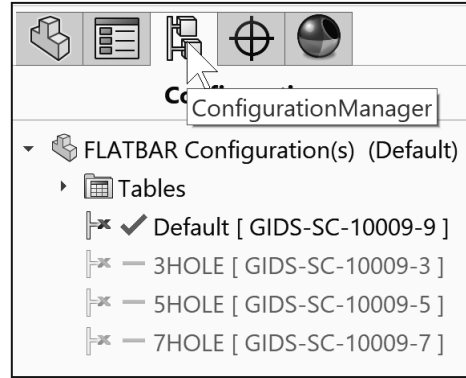 Co
ConfigurationManager
FLATBAR Configuration(s) (Default)
Tables
Default [ GIDS-SC-10009-9 ]
3HOLE [ GIDS-SC-10009-3 ]
5HOLE [ GIDS-SC-10009-5 ]
7HOLE [ GIDS-SC-10009-7 ]